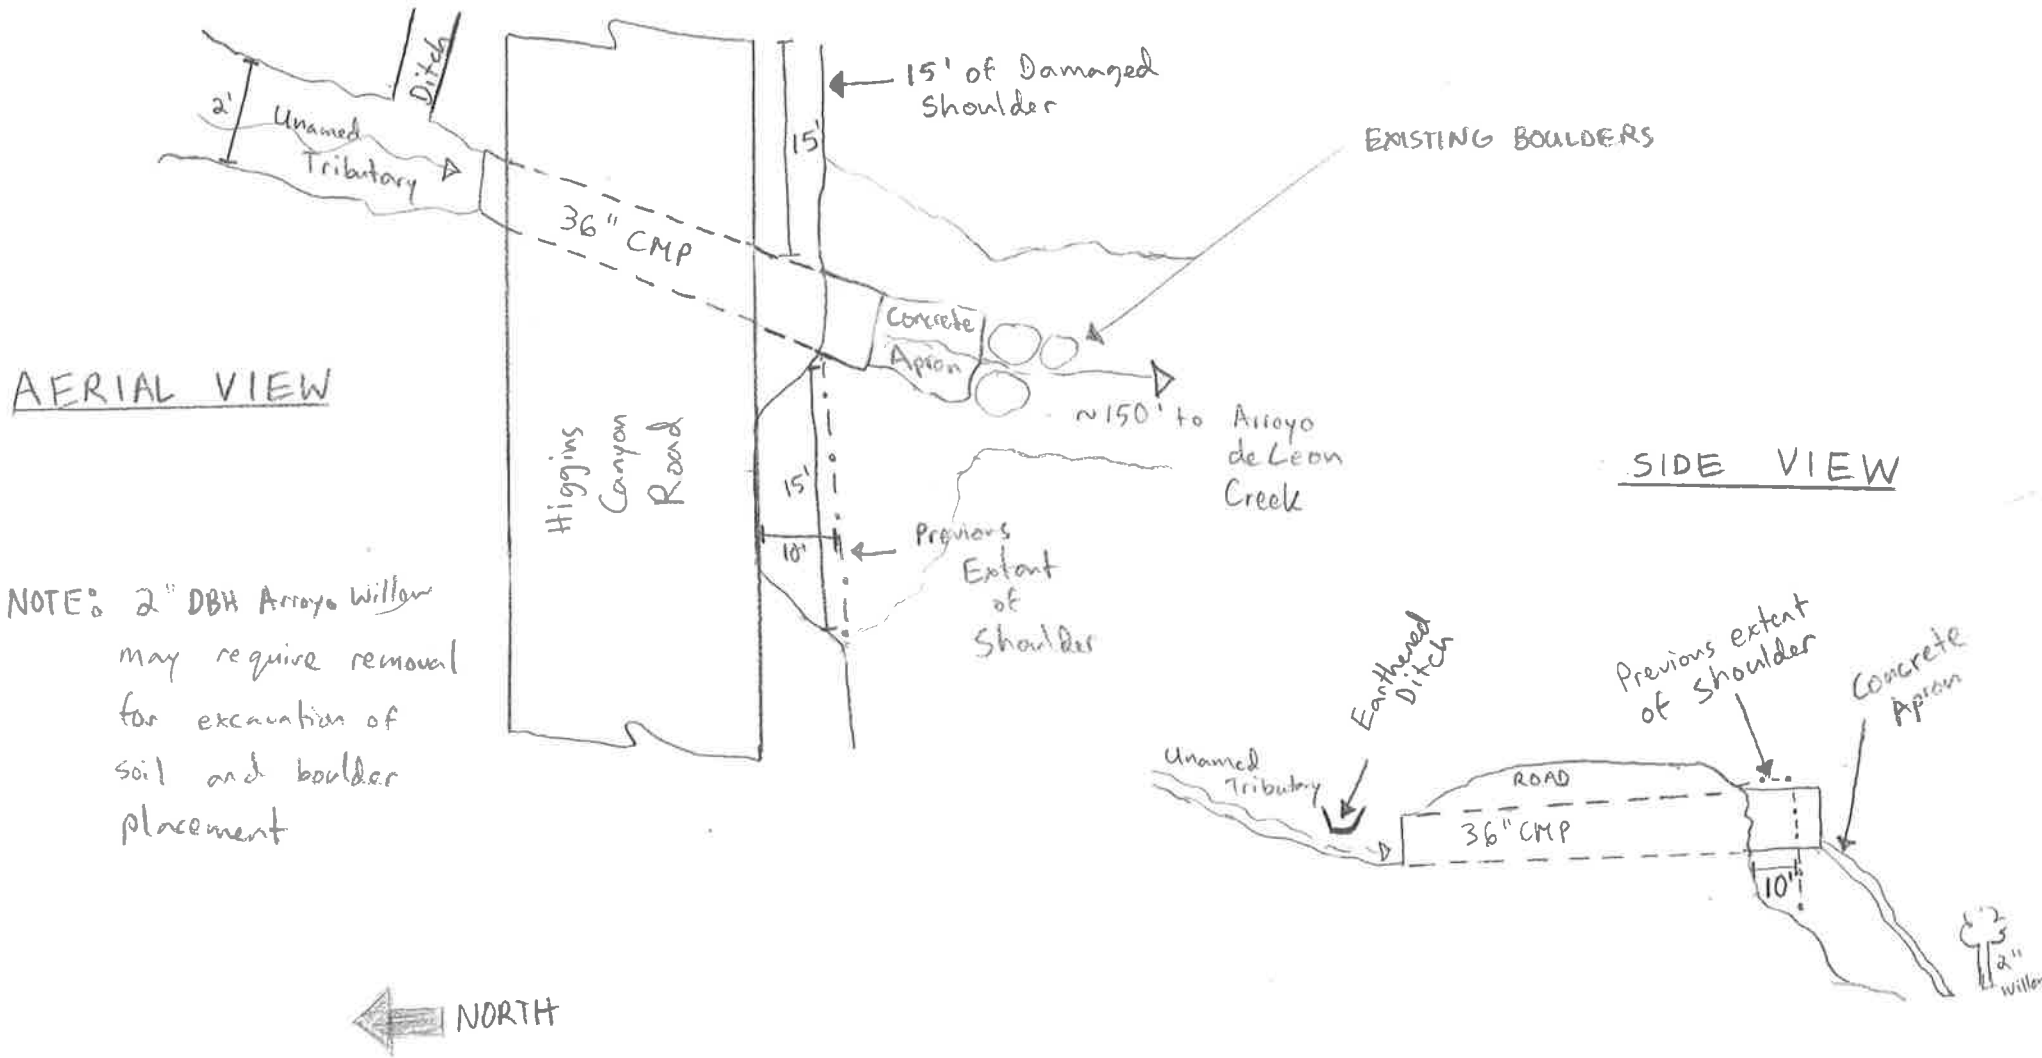 Ditch
2'
Unamed
Tributary
36" CMP
15'
15' of Damaged
Shoulder
EXISTING BOULDERS
Concrete
Apron
~150' to Arroyo
de Leon
Creek
AERIAL VIEW
Higgins
Canyon
Road
15'
10'
Previous
Extant
of
Shoulder
NOTE: 2" DBH Arroyo Willow
may require removal
for excavation of
soil and boulder
placement
NORTH
SIDE VIEW
Unamed
Tributary
Earthened
Ditch
ROAD
36" CMP
Previous extent
of Shoulder
Concrete
Apron
10'
2"
Willow